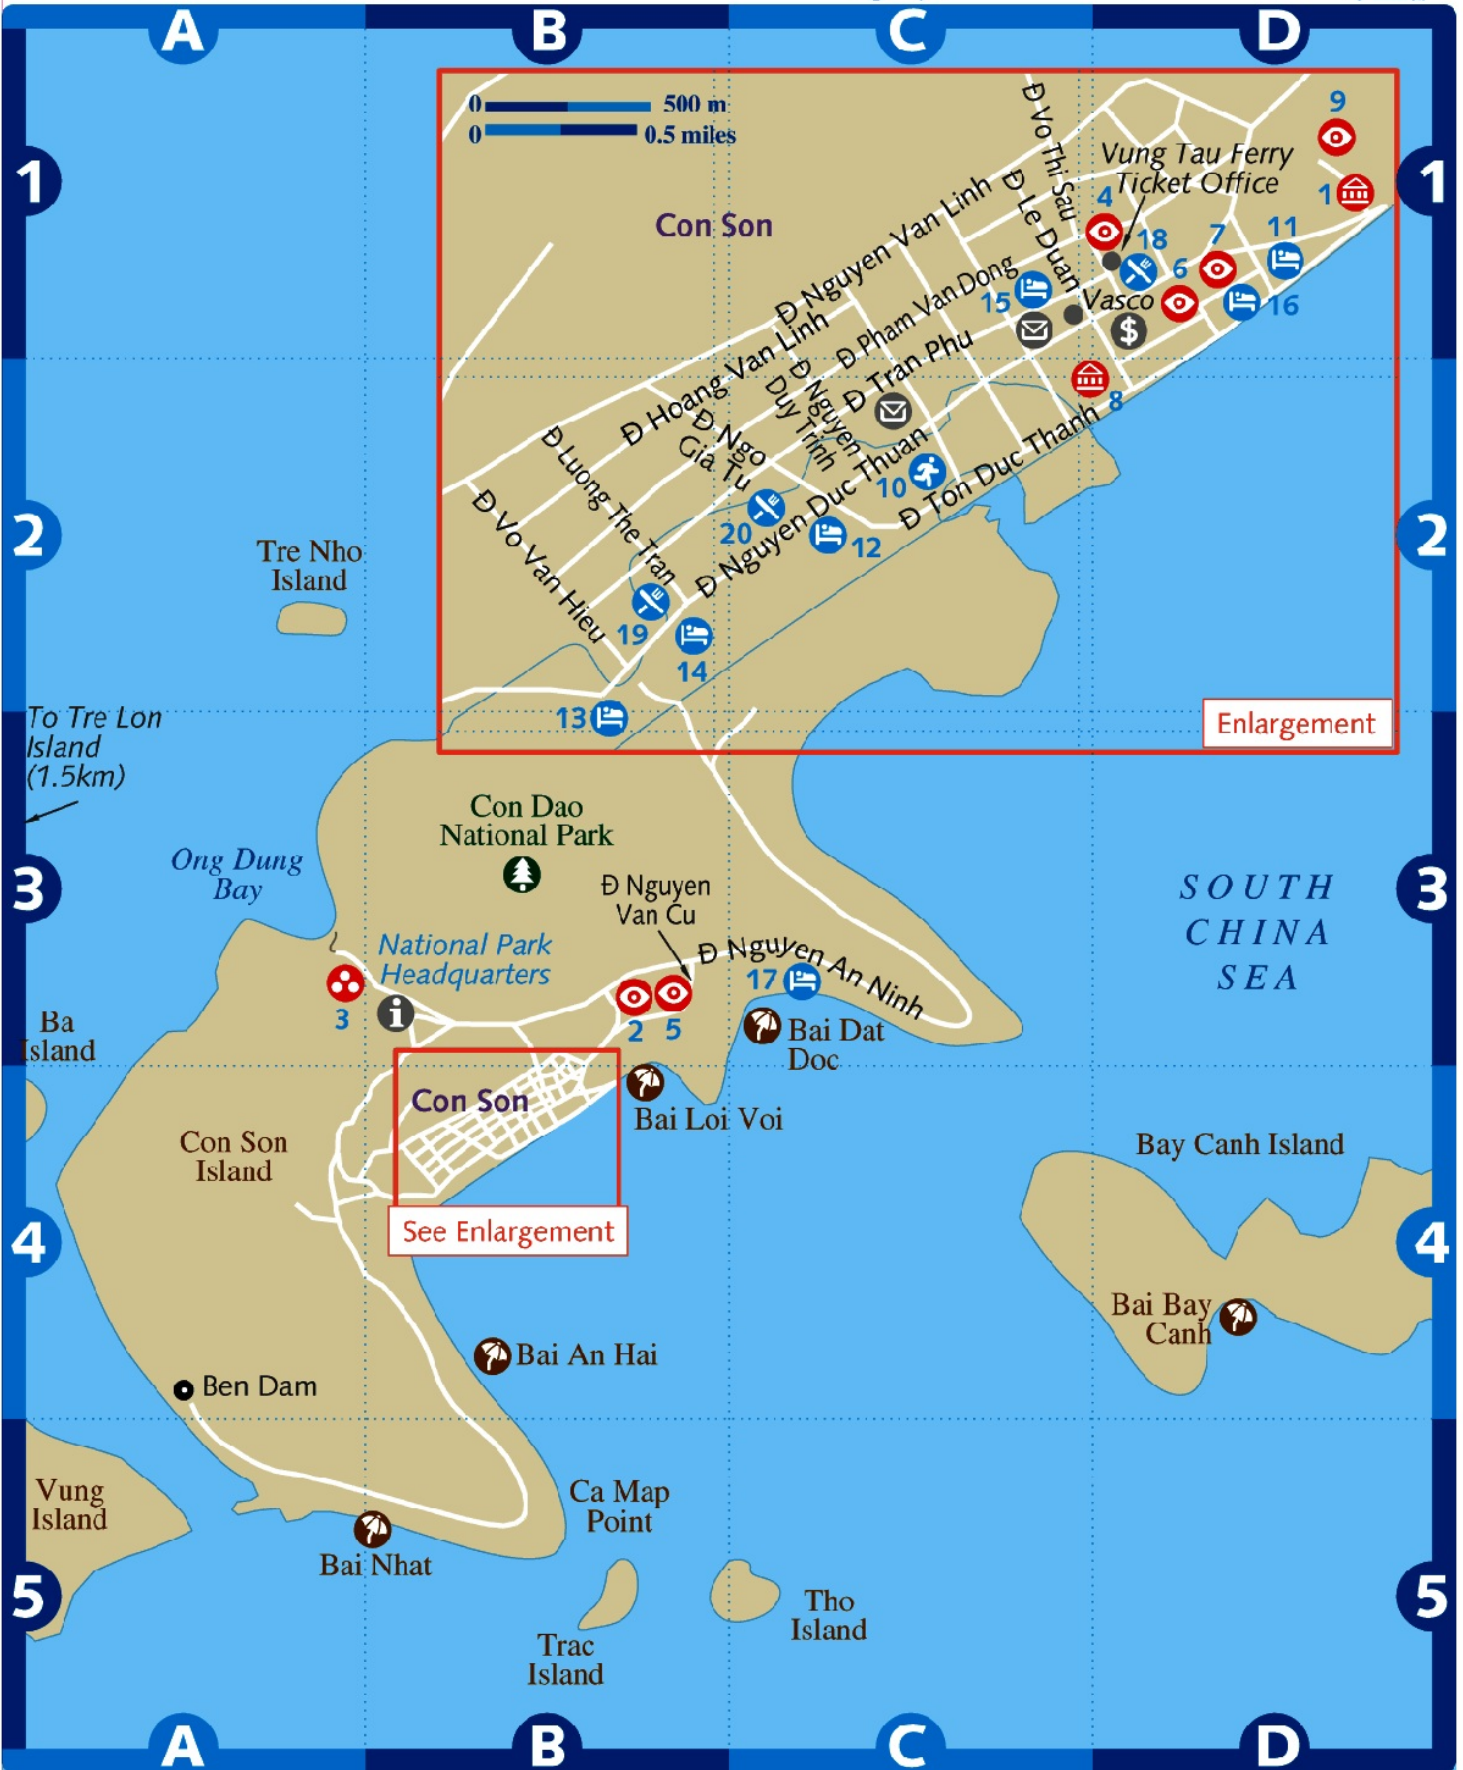 A B C D
1
2
3
4
5
1
2
3
4
5
0 500 m
0 0.5 miles
Con Son
Đ Vo Thi Sau
Vung Tau Ferry
Ticket Office
9
1
4
18
7
11
6
16
15
Đ Le Duan
Vasco
$
8
Đ Nguyen Van Linh
Đ Hoang Van Linh
Đ Pham Van Dong
Đ Tran Phu
Đ Nguyen
Duy Trinh
Đ Ngo
Gia Tu
Đ Luong The Tran
Đ Vo Van Hieu
Đ Nguyen Duc Thuan
Đ Ton Duc Thanh
10
20
12
19
14
13
Enlargement
Tre Nho
Island
To Tre Lon
Island
(1.5km)
Ong Dung
Bay
Con Dao
National Park
Đ Nguyen
Van Cu
National Park
Headquarters
i
3
2
5
Đ Nguyen An Ninh
17
Bai Dat
Doc
SOUTH
CHINA
SEA
Ba
Island
Con Son
Bai Loi Voi
Con Son
Island
See Enlargement
Bay Canh Island
Bai Bay
Canh
Bai An Hai
Ben Dam
Vung
Island
Ca Map
Point
Bai Nhat
Trac
Island
Tho
Island
A B C D